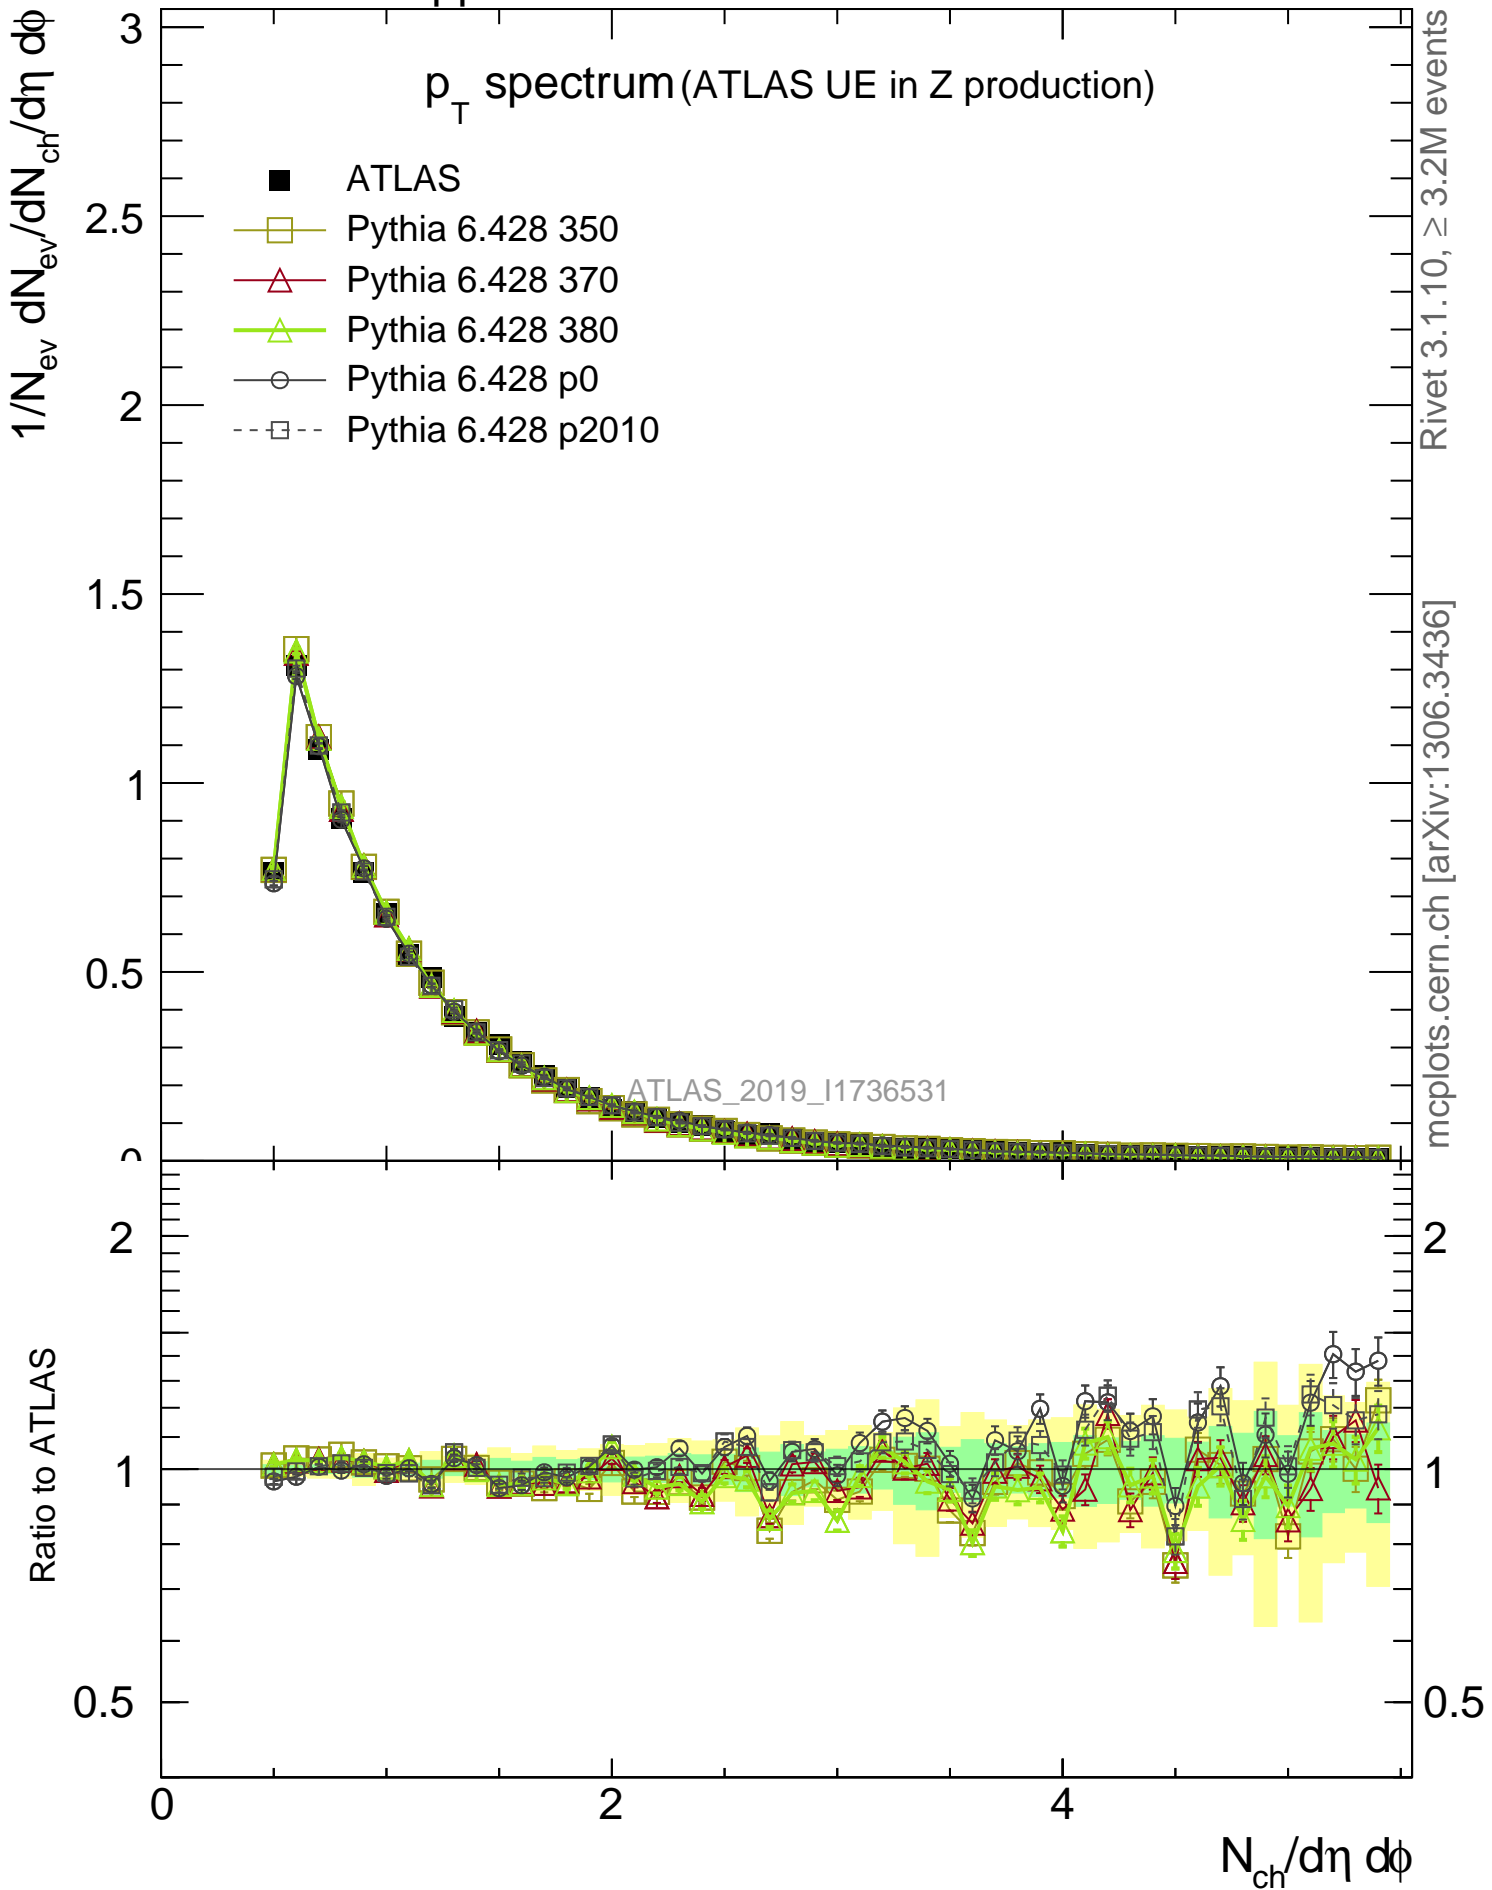 pp
1/N_ev dN_ev/dN_ch/dη dϕ
3
2.5
2
1.5
1
0.5
0
p_T spectrum (ATLAS UE in Z production)
ATLAS
Pythia 6.428 350
Pythia 6.428 370
Pythia 6.428 380
Pythia 6.428 p0
Pythia 6.428 p2010
ATLAS_2019_I1736531
Rivet 3.1.10, ≥ 3.2M events
mcplots.cern.ch [arXiv:1306.3436]
Ratio to ATLAS
2
1
0.5
2
1
0.5
0
2
4
N_ch/dη dϕ